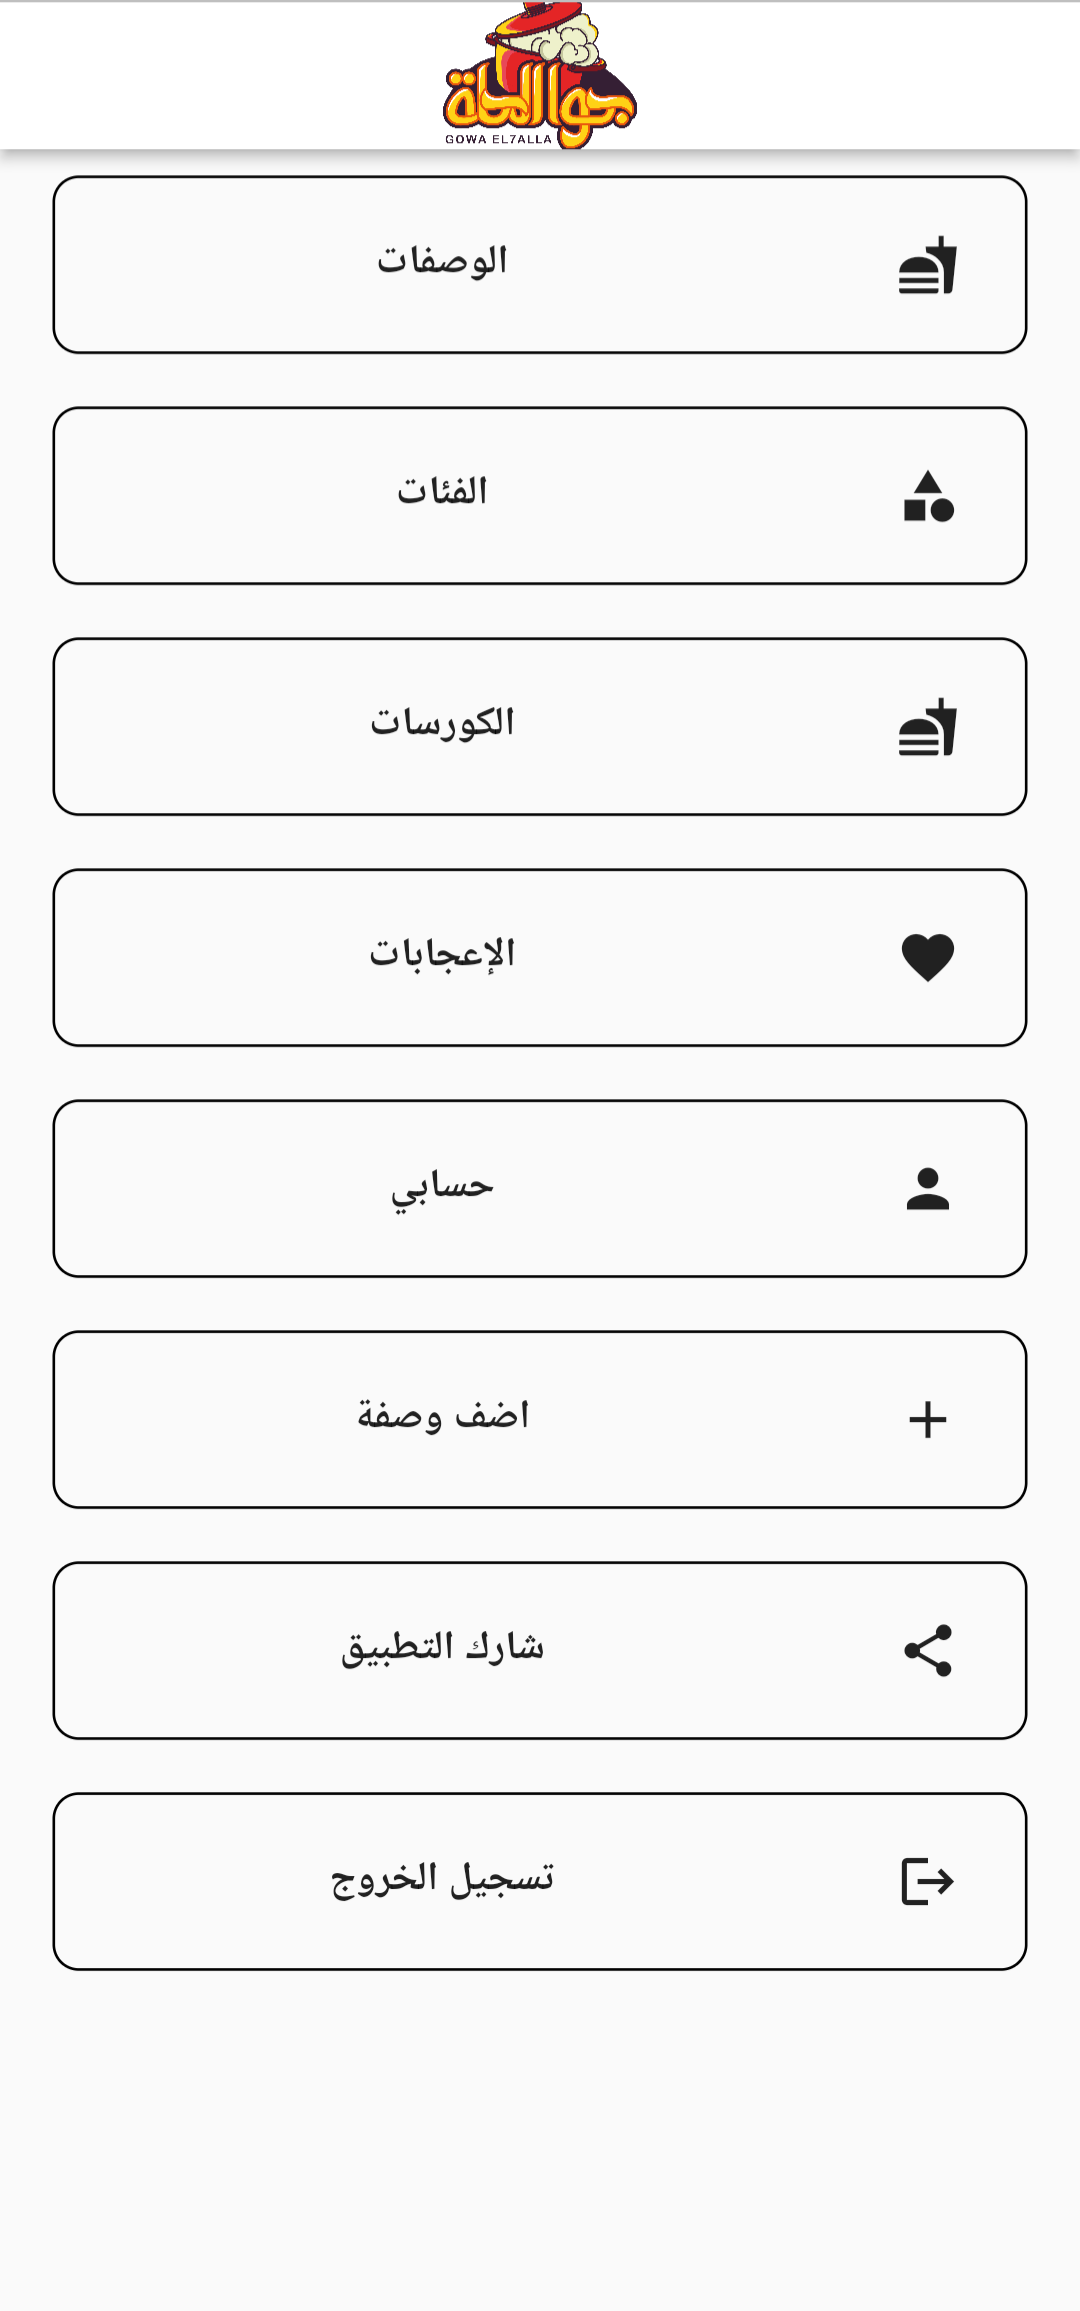 جوا الحلة
GOWA EL7ALLA
الوصفات
الفئات
الكورسات
الإعجابات
حسابي
اضف وصفة
شارك التطبيق
تسجيل الخروج